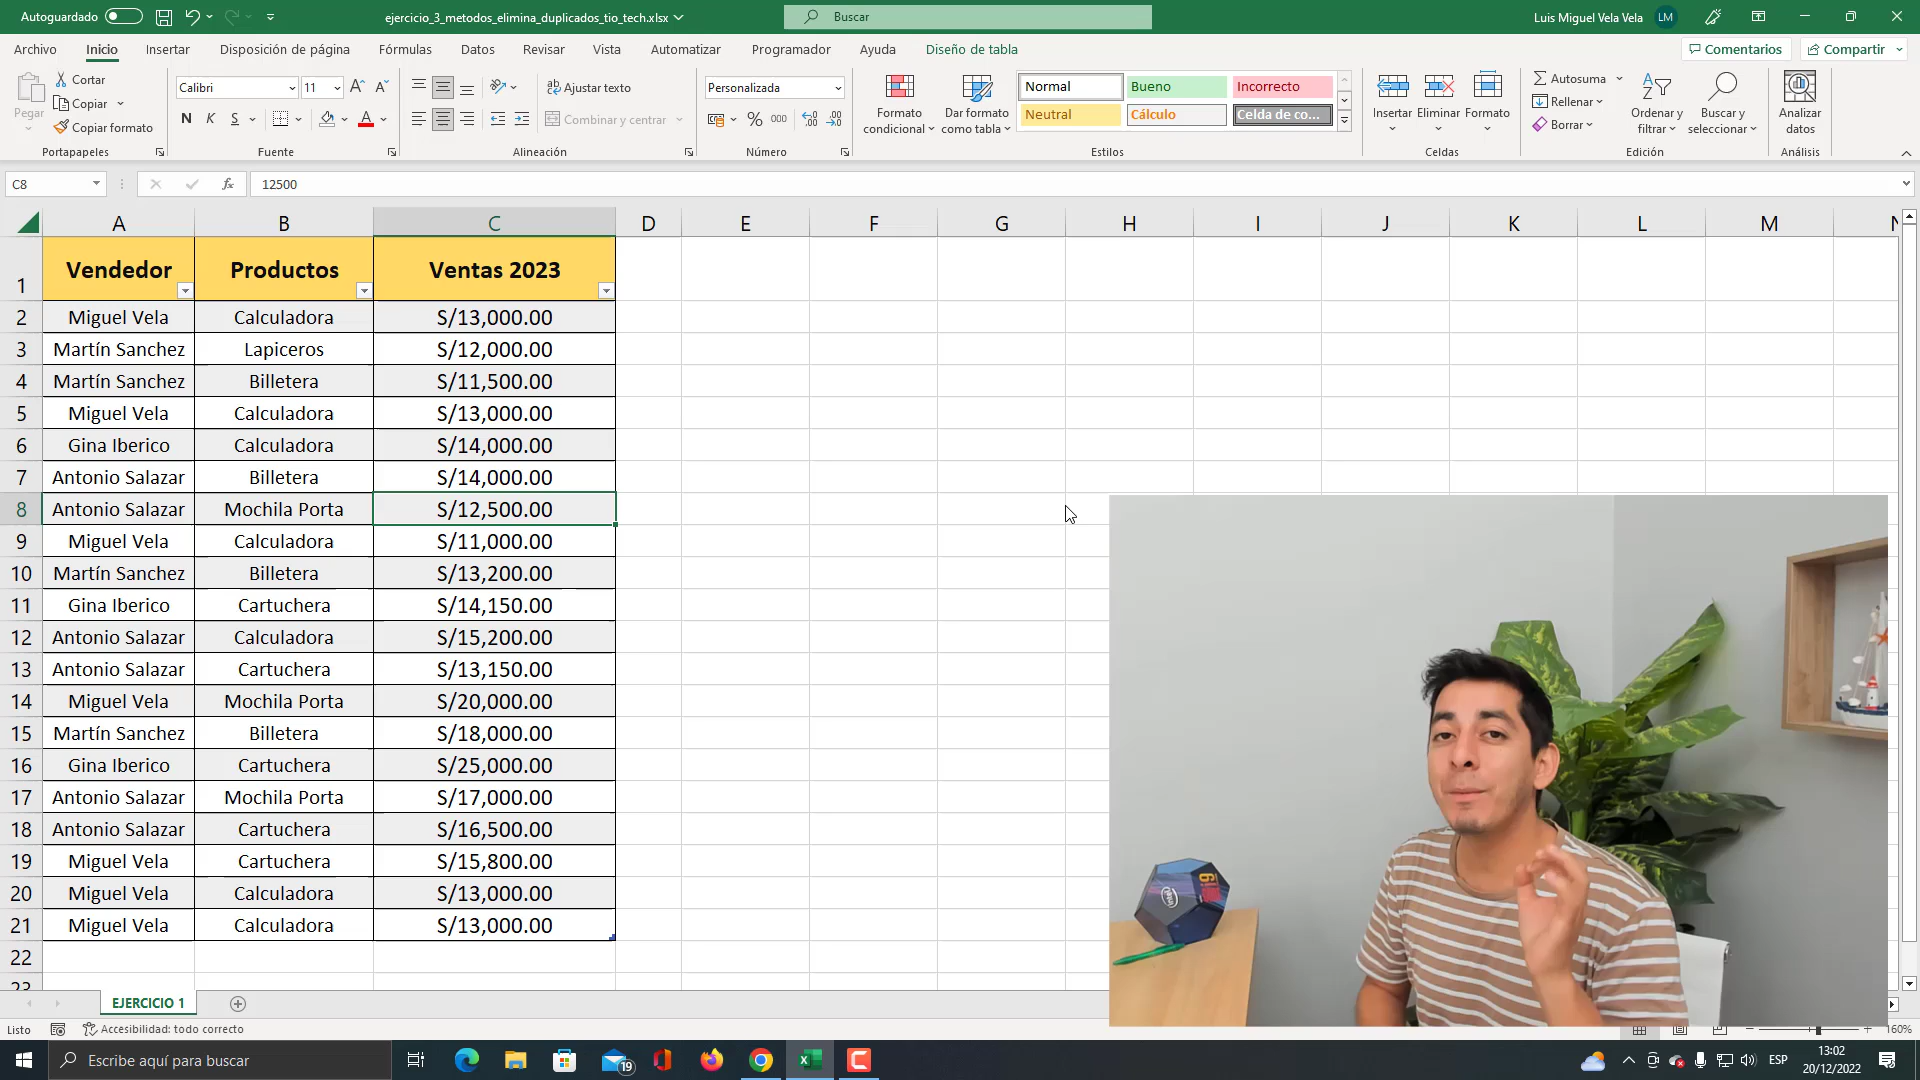 Autoguardado
ejercicio_3_metodos_elimina_duplicados_tio_tech.xlsx
Buscar
Luis Miguel Vela Vela
LM
Archivo Inicio Insertar Disposición de página Fórmulas Datos Revisar Vista Automatizar Programador Ayuda Diseño de tabla
Comentarios
Compartir
Pegar
Cortar
Copiar
Copiar formato
Portapapeles
Calibri
11
N K S
Fuente
Ajustar texto
Combinar y centrar
Alineación
Personalizada
% 000
Número
Formato condicional
Dar formato como tabla
Normal Bueno Incorrecto
Neutral Cálculo Celda de co...
Estilos
Insertar Eliminar Formato
Celdas
Autosuma
Rellenar
Borrar
Ordenar y filtrar
Buscar y seleccionar
Edición
Analizar datos
Análisis
C8
fx
12500
A B C D E F G H I J K L M N
1 Vendedor Productos Ventas 2023
2 Miguel Vela Calculadora S/13,000.00
3 Martín Sanchez Lapiceros S/12,000.00
4 Martín Sanchez Billetera S/11,500.00
5 Miguel Vela Calculadora S/13,000.00
6 Gina Iberico Calculadora S/14,000.00
7 Antonio Salazar Billetera S/14,000.00
8 Antonio Salazar Mochila Porta S/12,500.00
9 Miguel Vela Calculadora S/11,000.00
10 Martín Sanchez Billetera S/13,200.00
11 Gina Iberico Cartuchera S/14,150.00
12 Antonio Salazar Calculadora S/15,200.00
13 Antonio Salazar Cartuchera S/13,150.00
14 Miguel Vela Mochila Porta S/20,000.00
15 Martín Sanchez Billetera S/18,000.00
16 Gina Iberico Cartuchera S/25,000.00
17 Antonio Salazar Mochila Porta S/17,000.00
18 Antonio Salazar Cartuchera S/16,500.00
19 Miguel Vela Cartuchera S/15,800.00
20 Miguel Vela Calculadora S/13,000.00
21 Miguel Vela Calculadora S/13,000.00
22
23
intel
EJERCICIO 1
Listo
Accesibilidad: todo correcto
160%
Escribe aquí para buscar
19
ESP
13:02
20/12/2022